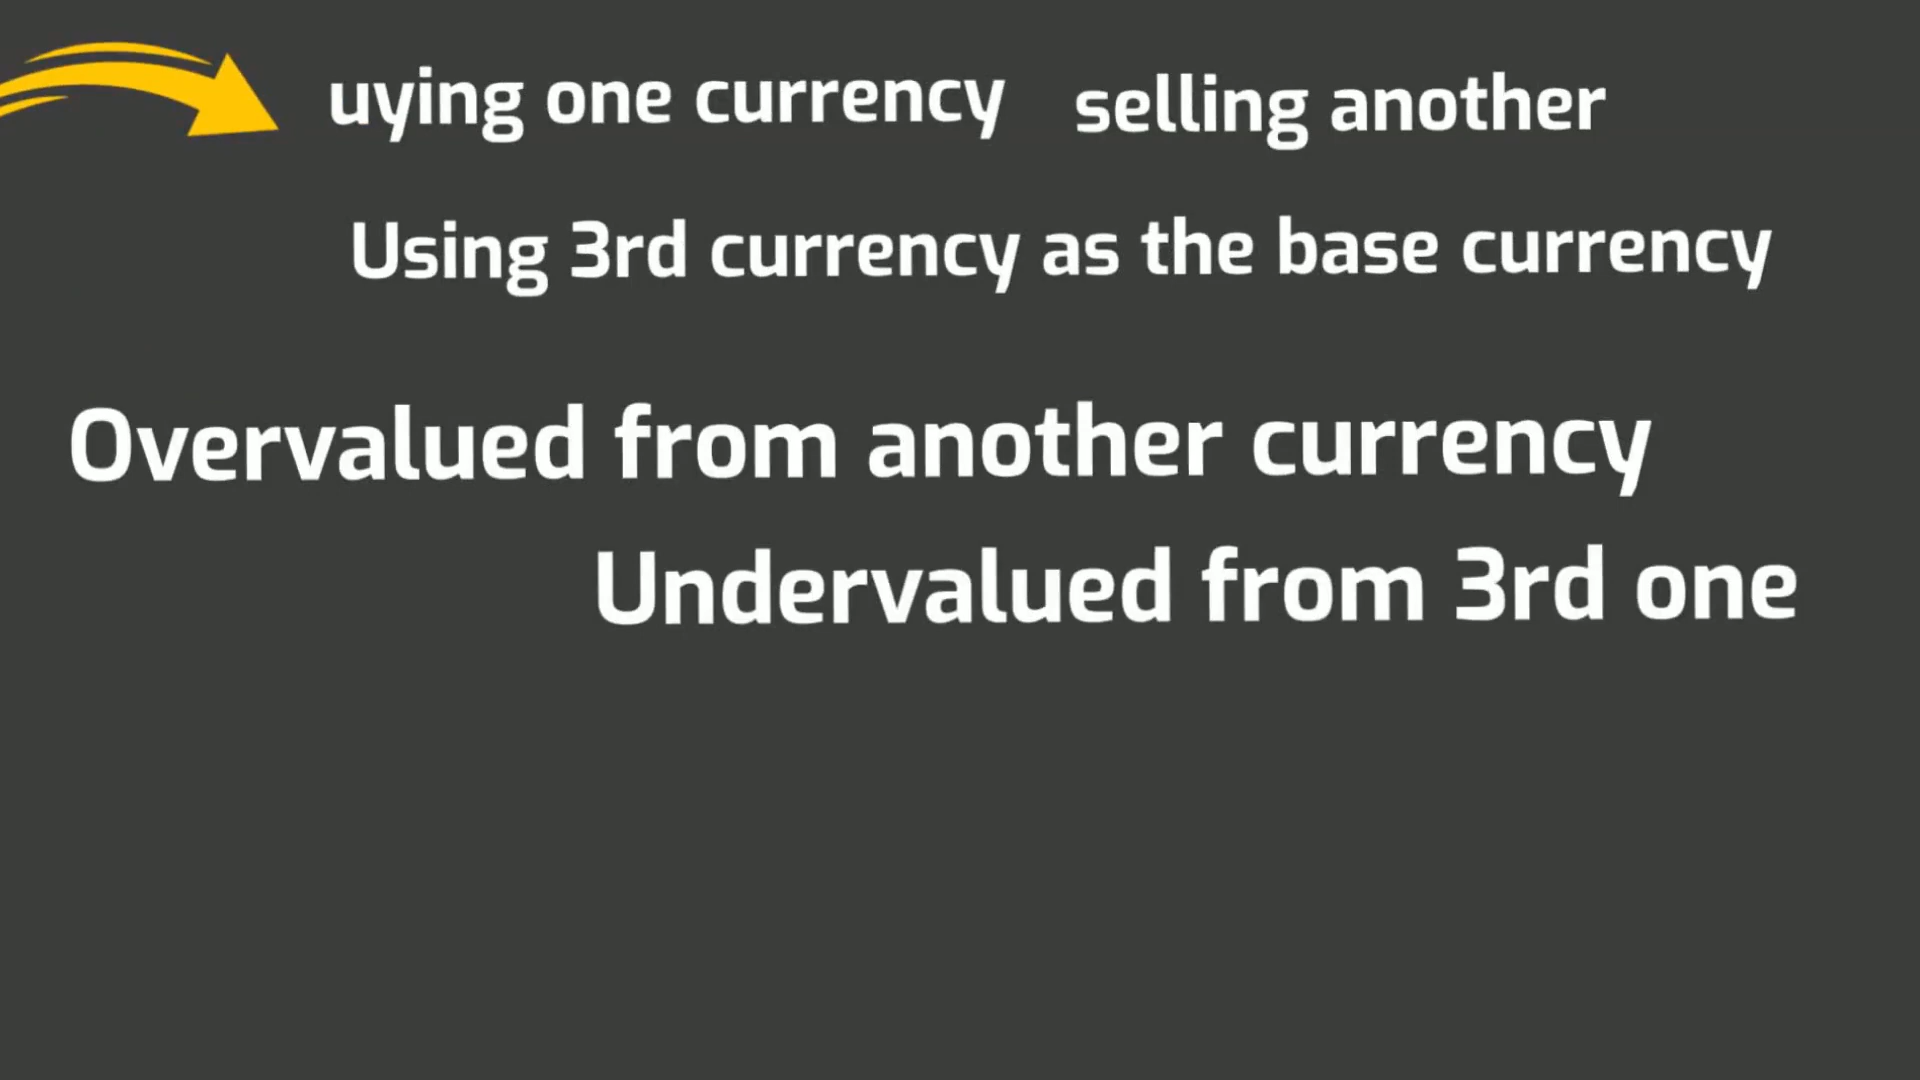 uying one currency selling another
Using 3rd currency as the base currency
Overvalued from another currency
Undervalued from 3rd one